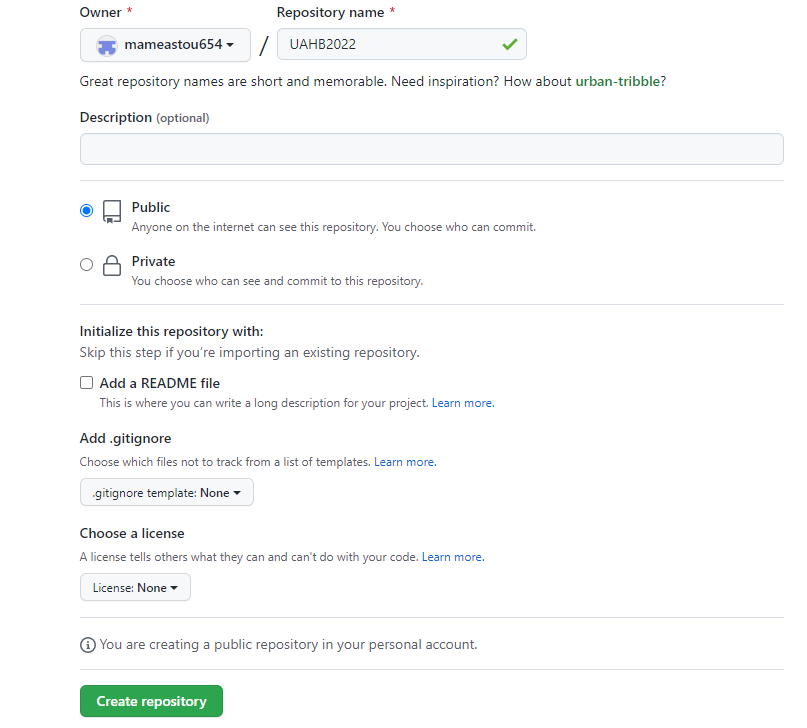 Owner * Repository name *
mameastou654 / UAHB2022
Great repository names are short and memorable. Need inspiration? How about urban-tribble?
Description (optional)
Public
Anyone on the internet can see this repository. You choose who can commit.
Private
You choose who can see and commit to this repository.
Initialize this repository with:
Skip this step if you’re importing an existing repository.
Add a README file
This is where you can write a long description for your project. Learn more.
Add .gitignore
Choose which files not to track from a list of templates. Learn more.
.gitignore template: None
Choose a license
A license tells others what they can and can't do with your code. Learn more.
License: None
You are creating a public repository in your personal account.
Create repository